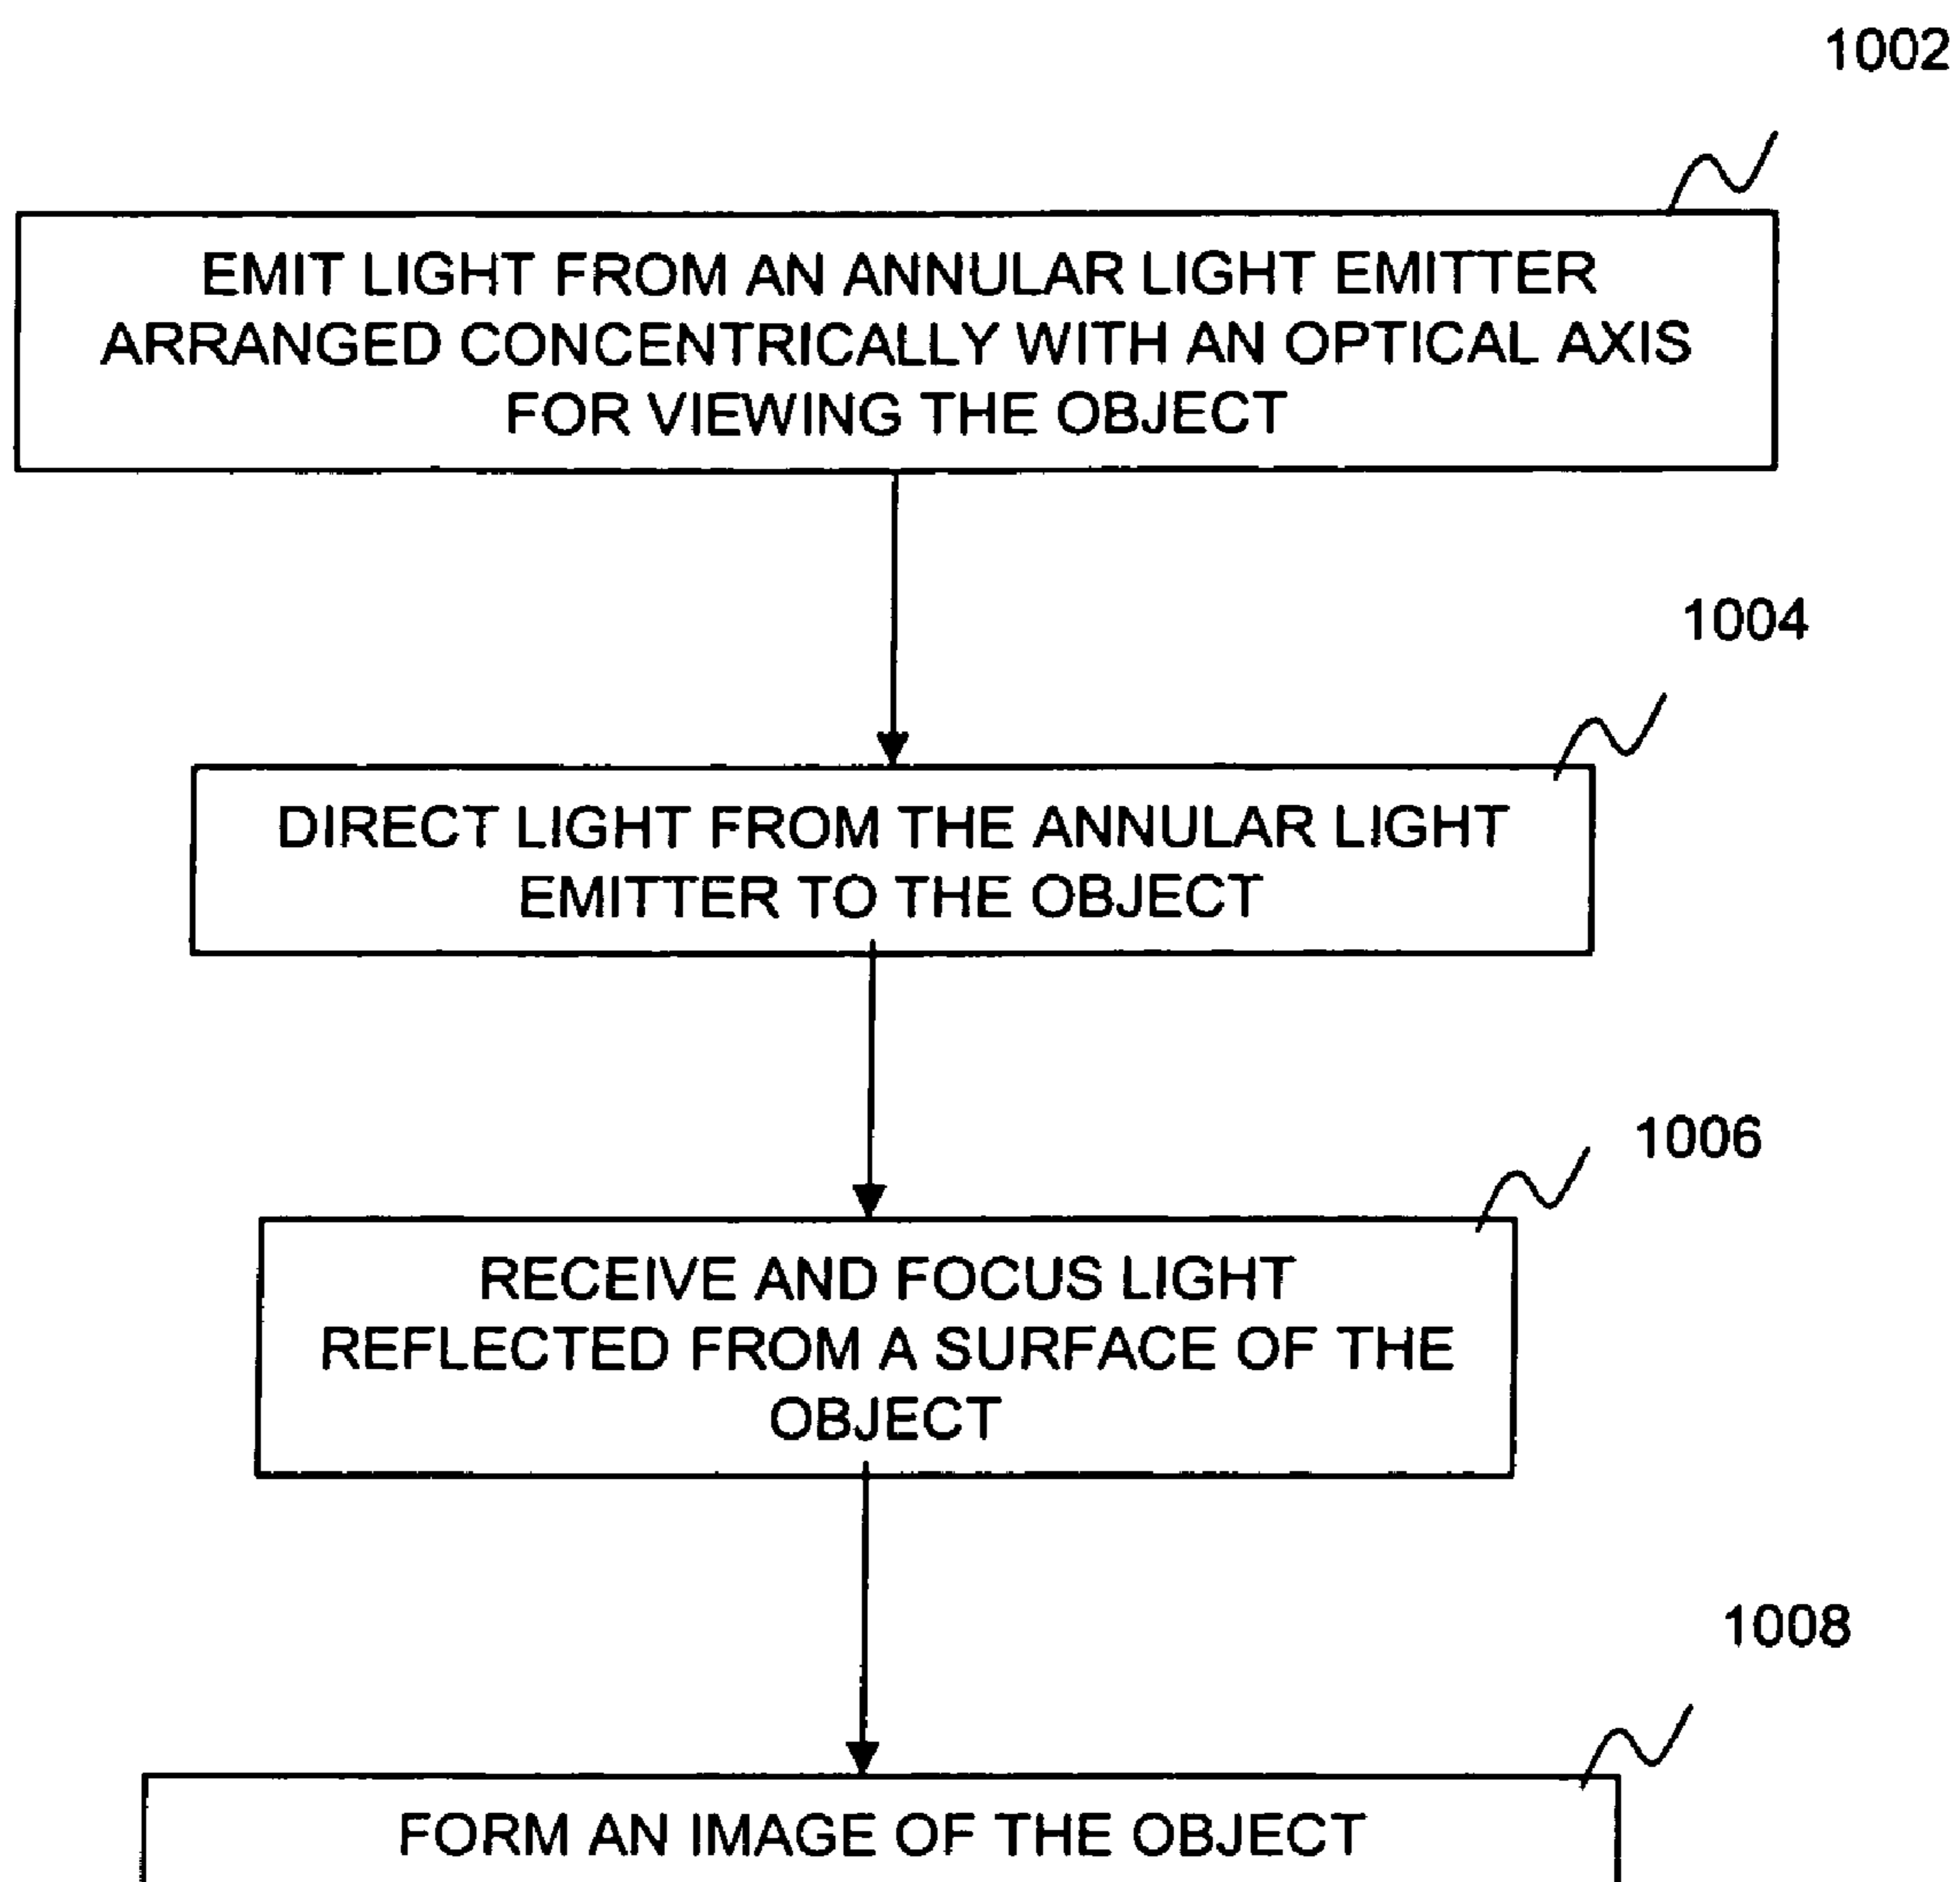 1002
EMIT LIGHT FROM AN ANNULAR LIGHT EMITTER
ARRANGED CONCENTRICALLY WITH AN OPTICAL AXIS
FOR VIEWING THE OBJECT
1004
DIRECT LIGHT FROM THE ANNULAR LIGHT
EMITTER TO THE OBJECT
1006
RECEIVE AND FOCUS LIGHT
REFLECTED FROM A SURFACE OF THE
OBJECT
1008
FORM AN IMAGE OF THE OBJECT